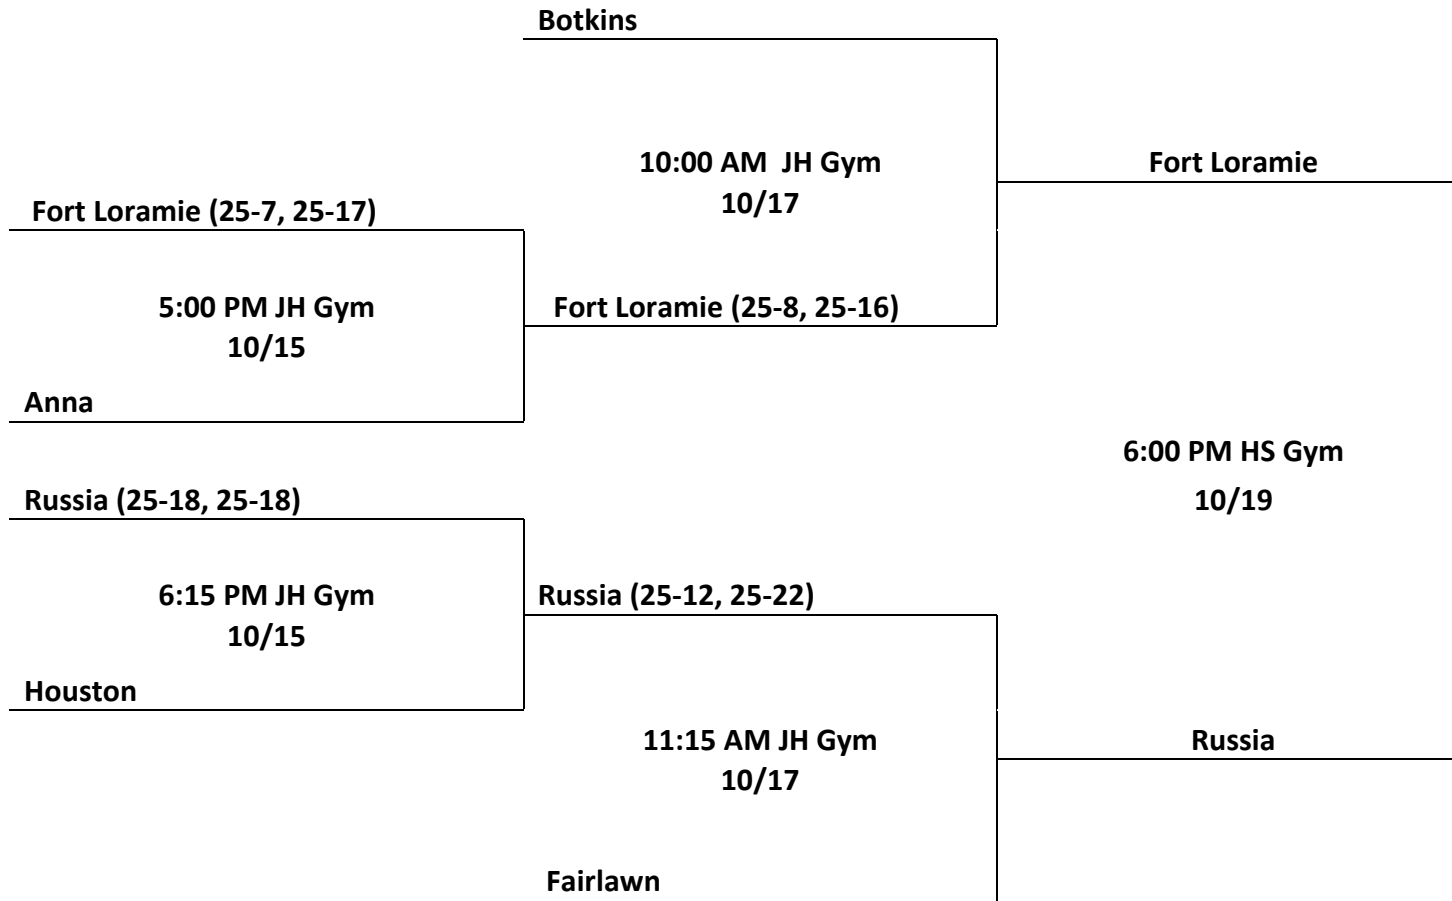 Botkins
10:00 AM  JH Gym
10/17
Fort Loramie
Fort Loramie (25-7, 25-17)
5:00 PM JH Gym
10/15
Fort Loramie (25-8, 25-16)
Anna
6:00 PM HS Gym
10/19
Russia (25-18, 25-18)
6:15 PM JH Gym
10/15
Russia (25-12, 25-22)
Houston
11:15 AM JH Gym
10/17
Russia
Fairlawn